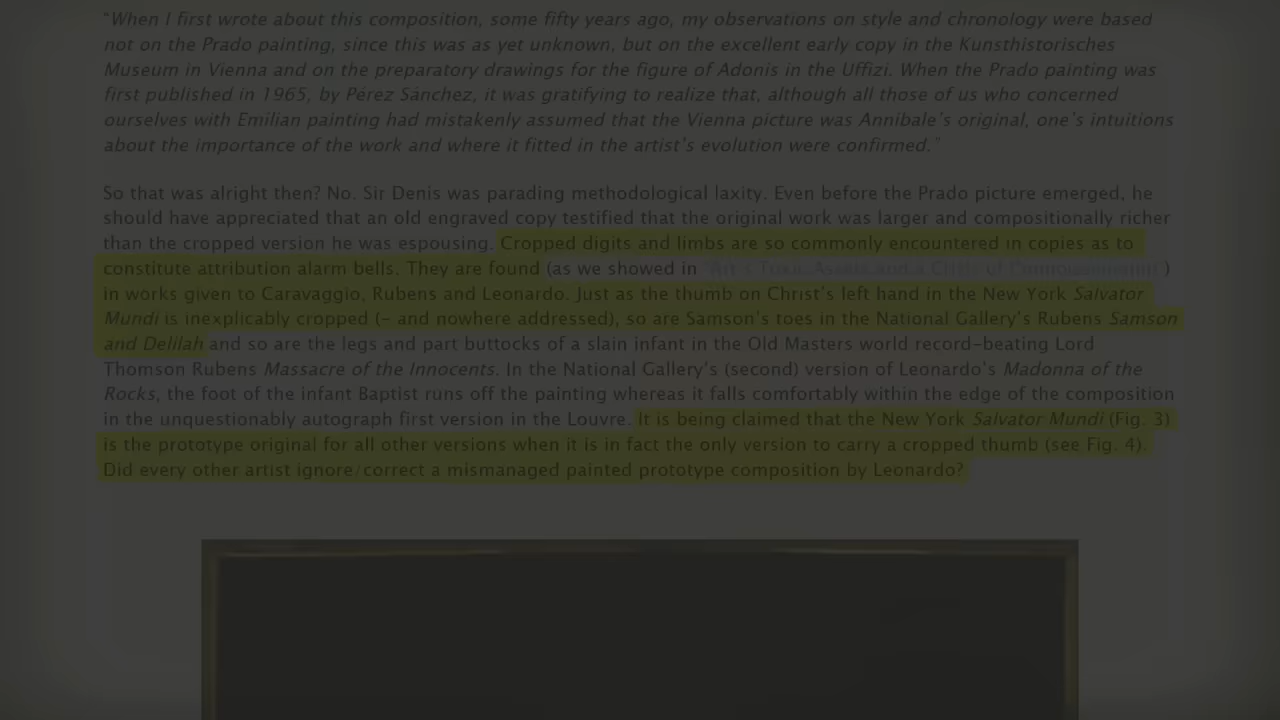 "When I first wrote about this composition, some fifty years ago, my observations on style and chronology were based
not on the Prado painting, since this was as yet unknown, but on the excellent early copy in the Kunsthistorisches
Museum in Vienna and on the preparatory drawings for the figure of Adonis in the Uffizi. When the Prado painting was
first published in 1965, by Pérez Sánchez, it was gratifying to realize that, although all those of us who concerned
ourselves with Emilian painting had mistakenly assumed that the Vienna picture was Annibale's original, one's intuitions
about the importance of the work and where it fitted in the artist's evolution were confirmed."
So that was alright then? No. Sir Denis was parading methodological laxity. Even before the Prado picture emerged, he
should have appreciated that an old engraved copy testified that the original work was larger and compositionally richer
than the cropped version he was espousing. Cropped digits and limbs are so commonly encountered in copies as to
constitute attribution alarm bells. They are found (as we showed in "Art's Toxic Assets and a Crisis of Connoisseurship")
in works given to Caravaggio, Rubens and Leonardo. Just as the thumb on Christ's left hand in the New York Salvator
Mundi is inexplicably cropped (– and nowhere addressed), so are Samson's toes in the National Gallery's Rubens Samson
and Delilah and so are the legs and part buttocks of a slain infant in the Old Masters world record-beating Lord
Thomson Rubens Massacre of the Innocents. In the National Gallery's (second) version of Leonardo's Madonna of the
Rocks, the foot of the infant Baptist runs off the painting whereas it falls comfortably within the edge of the composition
in the unquestionably autograph first version in the Louvre. It is being claimed that the New York Salvator Mundi (Fig. 3)
is the prototype original for all other versions when it is in fact the only version to carry a cropped thumb (see Fig. 4).
Did every other artist ignore/correct a mismanaged painted prototype composition by Leonardo?